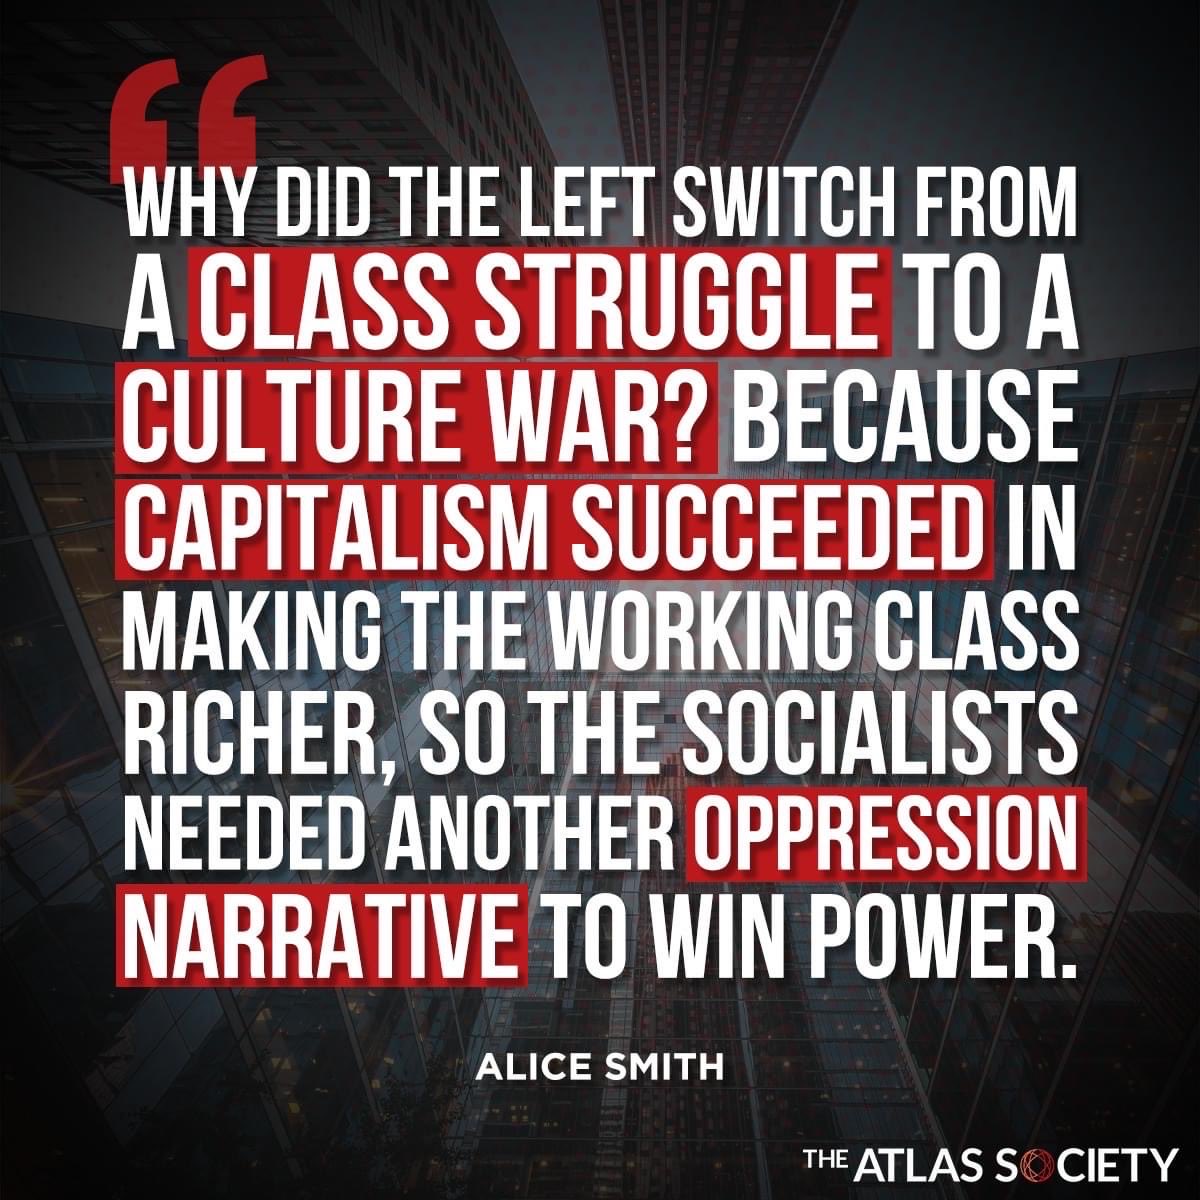 “
WHY DID THE LEFT SWITCH FROM
A CLASS STRUGGLE TO A
CULTURE WAR? BECAUSE
CAPITALISM SUCCEEDED IN
MAKING THE WORKING CLASS
RICHER, SO THE SOCIALISTS
NEEDED ANOTHER OPPRESSION
NARRATIVE TO WIN POWER.
ALICE SMITH
THE ATLAS SOCIETY